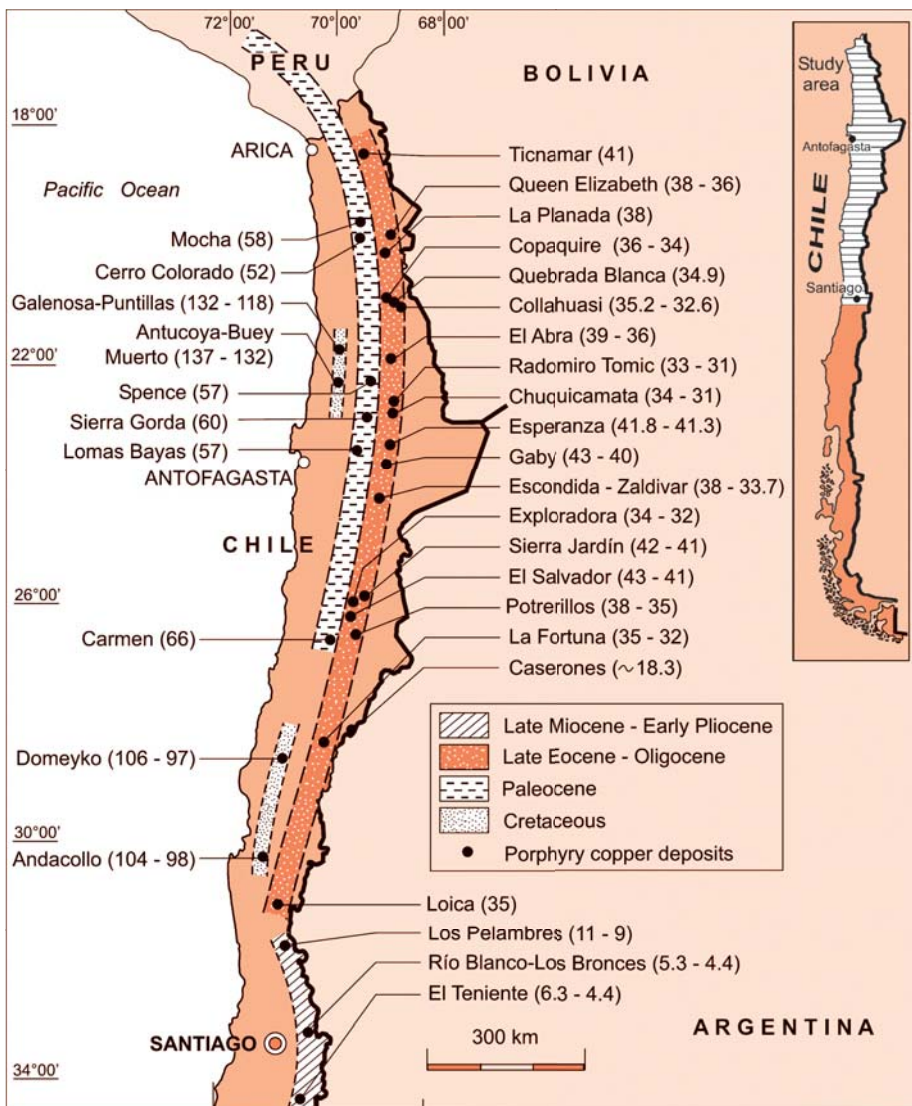 72°00'
70°00'
68°00'
PERU
BOLIVIA
18°00'
ARICA
Pacific Ocean
Mocha (58)
Cerro Colorado (52)
Galenosa-Puntillas (132 - 118)
Antucoya-Buey
Muerto (137 - 132)
22°00'
Spence (57)
Sierra Gorda (60)
Lomas Bayas (57)
ANTOFAGASTA
CHILE
26°00'
Carmen (66)
Domeyko (106 - 97)
30°00'
Andacollo (104 - 98)
SANTIAGO
34°00'
Ticnamar (41)
Queen Elizabeth (38 - 36)
La Planada (38)
Copaquire (36 - 34)
Quebrada Blanca (34.9)
Collahuasi (35.2 - 32.6)
El Abra (39 - 36)
Radomiro Tomic (33 - 31)
Chuquicamata (34 - 31)
Esperanza (41.8 - 41.3)
Gaby (43 - 40)
Escondida - Zaldivar (38 - 33.7)
Exploradora (34 - 32)
Sierra Jardín (42 - 41)
El Salvador (43 - 41)
Potrerillos (38 - 35)
La Fortuna (35 - 32)
Caserones (~18.3)
Late Miocene - Early Pliocene
Late Eocene - Oligocene
Paleocene
Cretaceous
Porphyry copper deposits
Loica (35)
Los Pelambres (11 - 9)
Río Blanco-Los Bronces (5.3 - 4.4)
El Teniente (6.3 - 4.4)
300 km
ARGENTINA
Study
area
Antofagasta
CHILE
Santiago